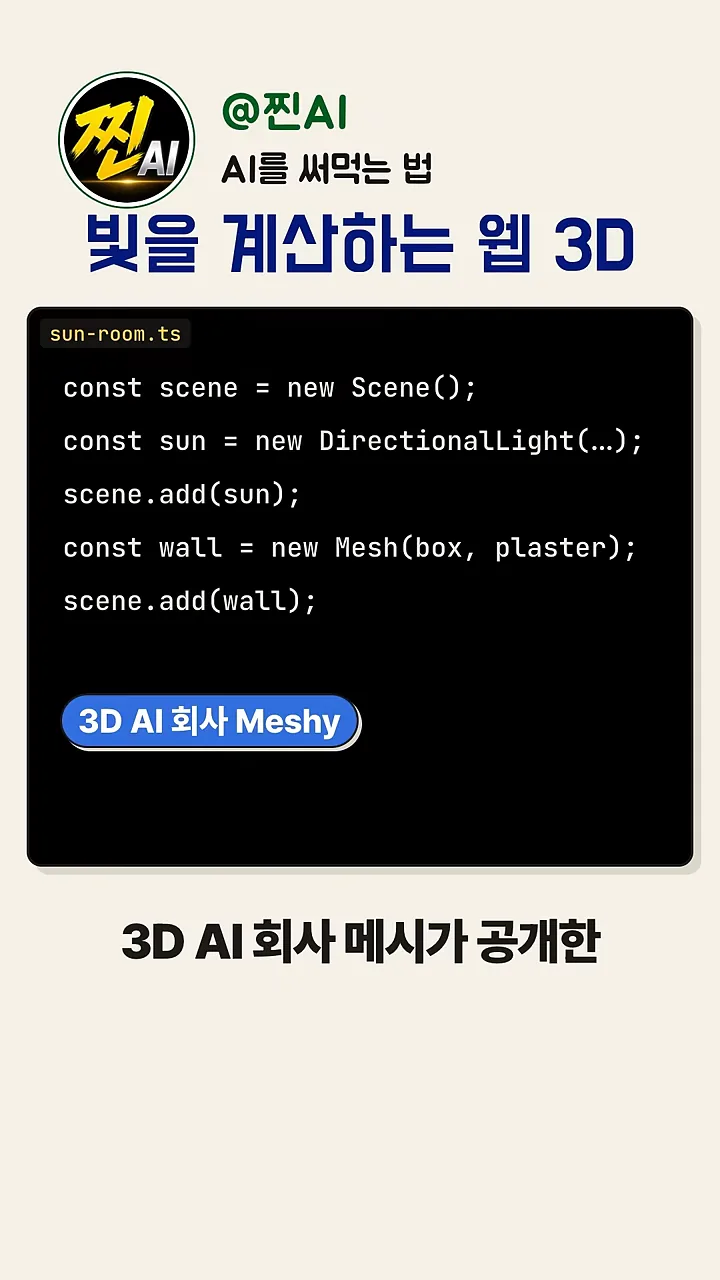 찐AI
@찐AI
AI를 써먹는 법
빛을 계산하는 웹 3D
sun-room.ts
const scene = new Scene();
const sun = new DirectionalLight(…);
scene.add(sun);
const wall = new Mesh(box, plaster);
scene.add(wall);
3D AI 회사 Meshy
3D AI 회사 메시가 공개한